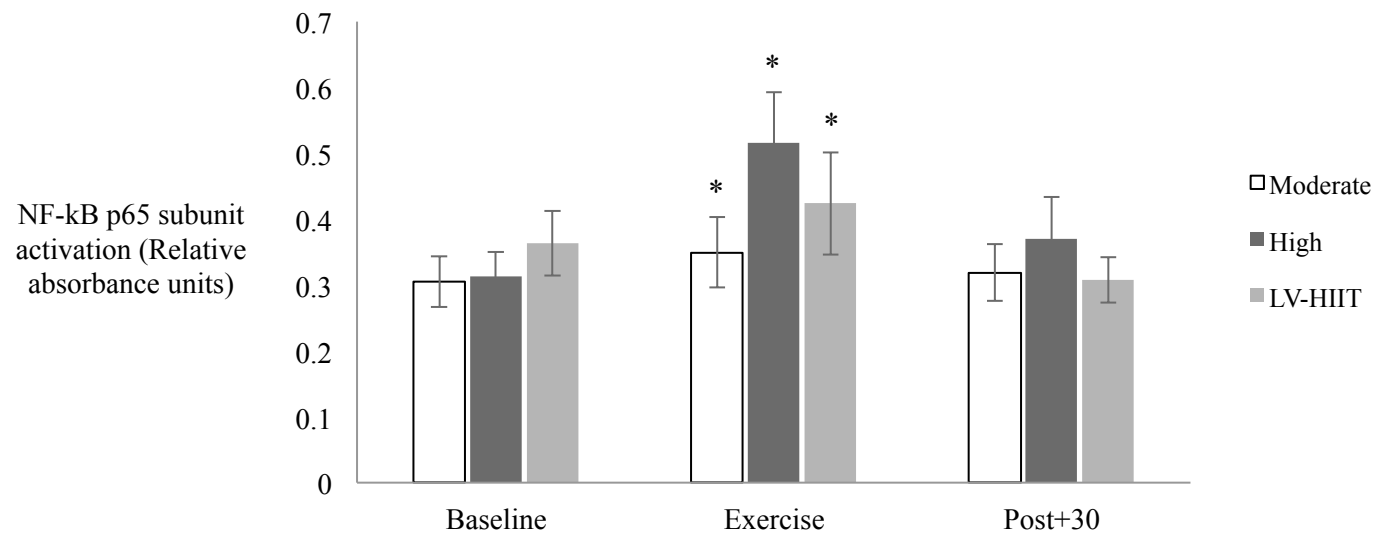 0.7
0.6
0.5
0.4
0.3
0.2
0.1
0
NF-kB p65 subunit
activation (Relative
absorbance units)
*
*
*
Moderate
High
LV-HIIT
Baseline
Exercise
Post+30